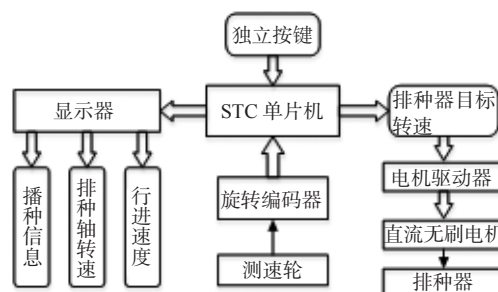 独立按键
显示器
STC 单片机
排种器目标
转速
播种信息
排种轴转速
行进速度
旋转编码器
电机驱动器
测速轮
直流无刷电机
排种器